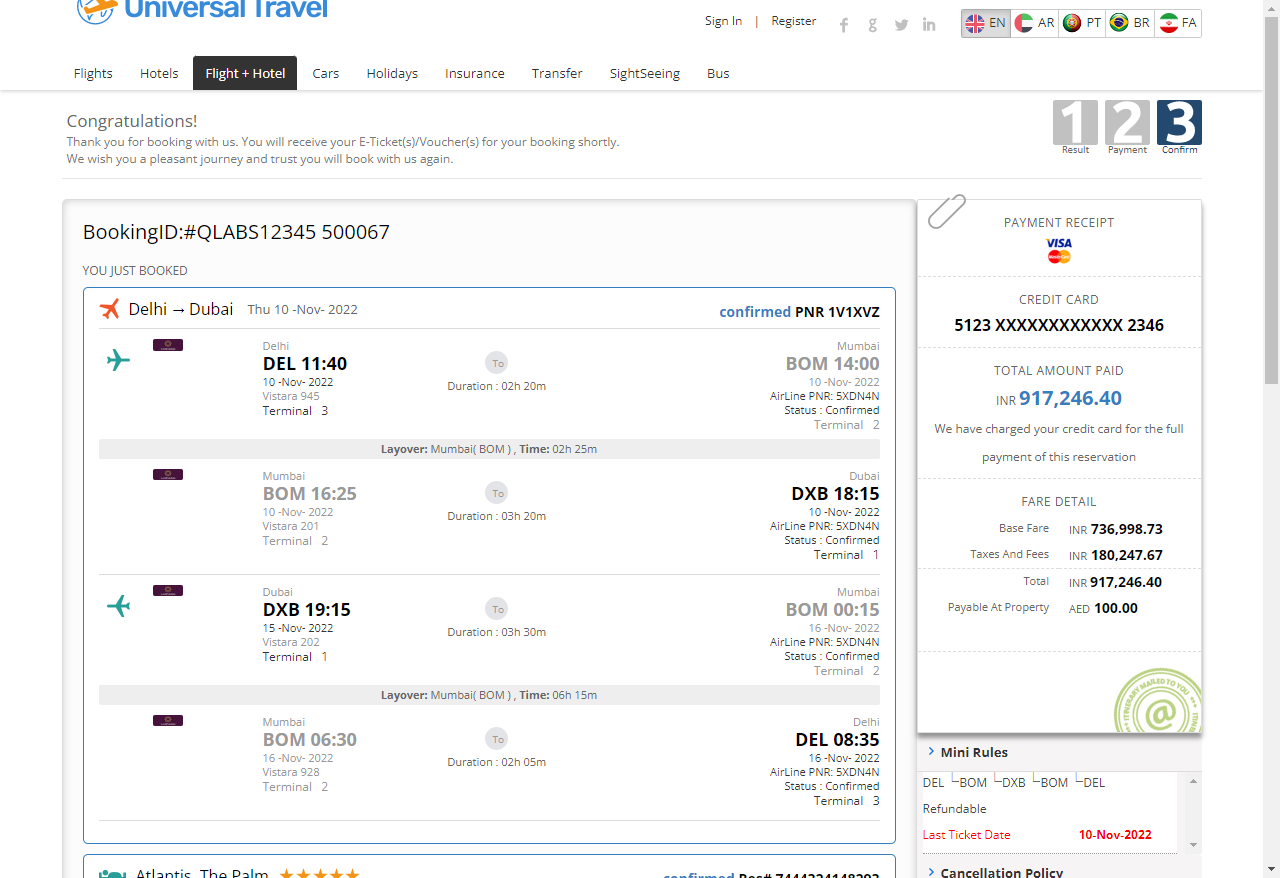 Universal Travel
Sign In | Register
EN AR PT BR FA
Flights Hotels Flight + Hotel Cars Holidays Insurance Transfer SightSeeing Bus
Congratulations!
Thank you for booking with us. You will receive your E-Ticket(s)/Voucher(s) for your booking shortly.
We wish you a pleasant journey and trust you will book with us again.
1 2 3
Result Payment Confirm
BookingID:#QLABS12345 500067
YOU JUST BOOKED
Delhi → Dubai Thu 10 -Nov- 2022 confirmed PNR 1V1XVZ
Delhi To Mumbai
DEL 11:40 BOM 14:00
10 -Nov- 2022 Duration : 02h 20m 10 -Nov- 2022
Vistara 945 AirLine PNR: 5XDN4N
Terminal 3 Status : Confirmed
Terminal 2
Layover: Mumbai( BOM ) , Time: 02h 25m
Mumbai To Dubai
BOM 16:25 DXB 18:15
10 -Nov- 2022 Duration : 03h 20m 10 -Nov- 2022
Vistara 201 AirLine PNR: 5XDN4N
Terminal 2 Status : Confirmed
Terminal 1
Dubai To Mumbai
DXB 19:15 BOM 00:15
15 -Nov- 2022 Duration : 03h 30m 16 -Nov- 2022
Vistara 202 AirLine PNR: 5XDN4N
Terminal 1 Status : Confirmed
Terminal 2
Layover: Mumbai( BOM ) , Time: 06h 15m
Mumbai To Delhi
BOM 06:30 DEL 08:35
16 -Nov- 2022 Duration : 02h 05m 16 -Nov- 2022
Vistara 928 AirLine PNR: 5XDN4N
Terminal 2 Status : Confirmed
Terminal 3
Atlantis, The Palm confirmed Res# 7444224148293
PAYMENT RECEIPT
VISA
MasterCard
CREDIT CARD
5123 XXXXXXXXXXXX 2346
TOTAL AMOUNT PAID
INR 917,246.40
We have charged your credit card for the full
payment of this reservation
FARE DETAIL
Base Fare INR 736,998.73
Taxes And Fees INR 180,247.67
Total INR 917,246.40
Payable At Property AED 100.00
ITINERARY MAILED TO YOU
@
Mini Rules
DEL BOM DXB BOM DEL
Refundable
Last Ticket Date 10-Nov-2022
Cancellation Policy